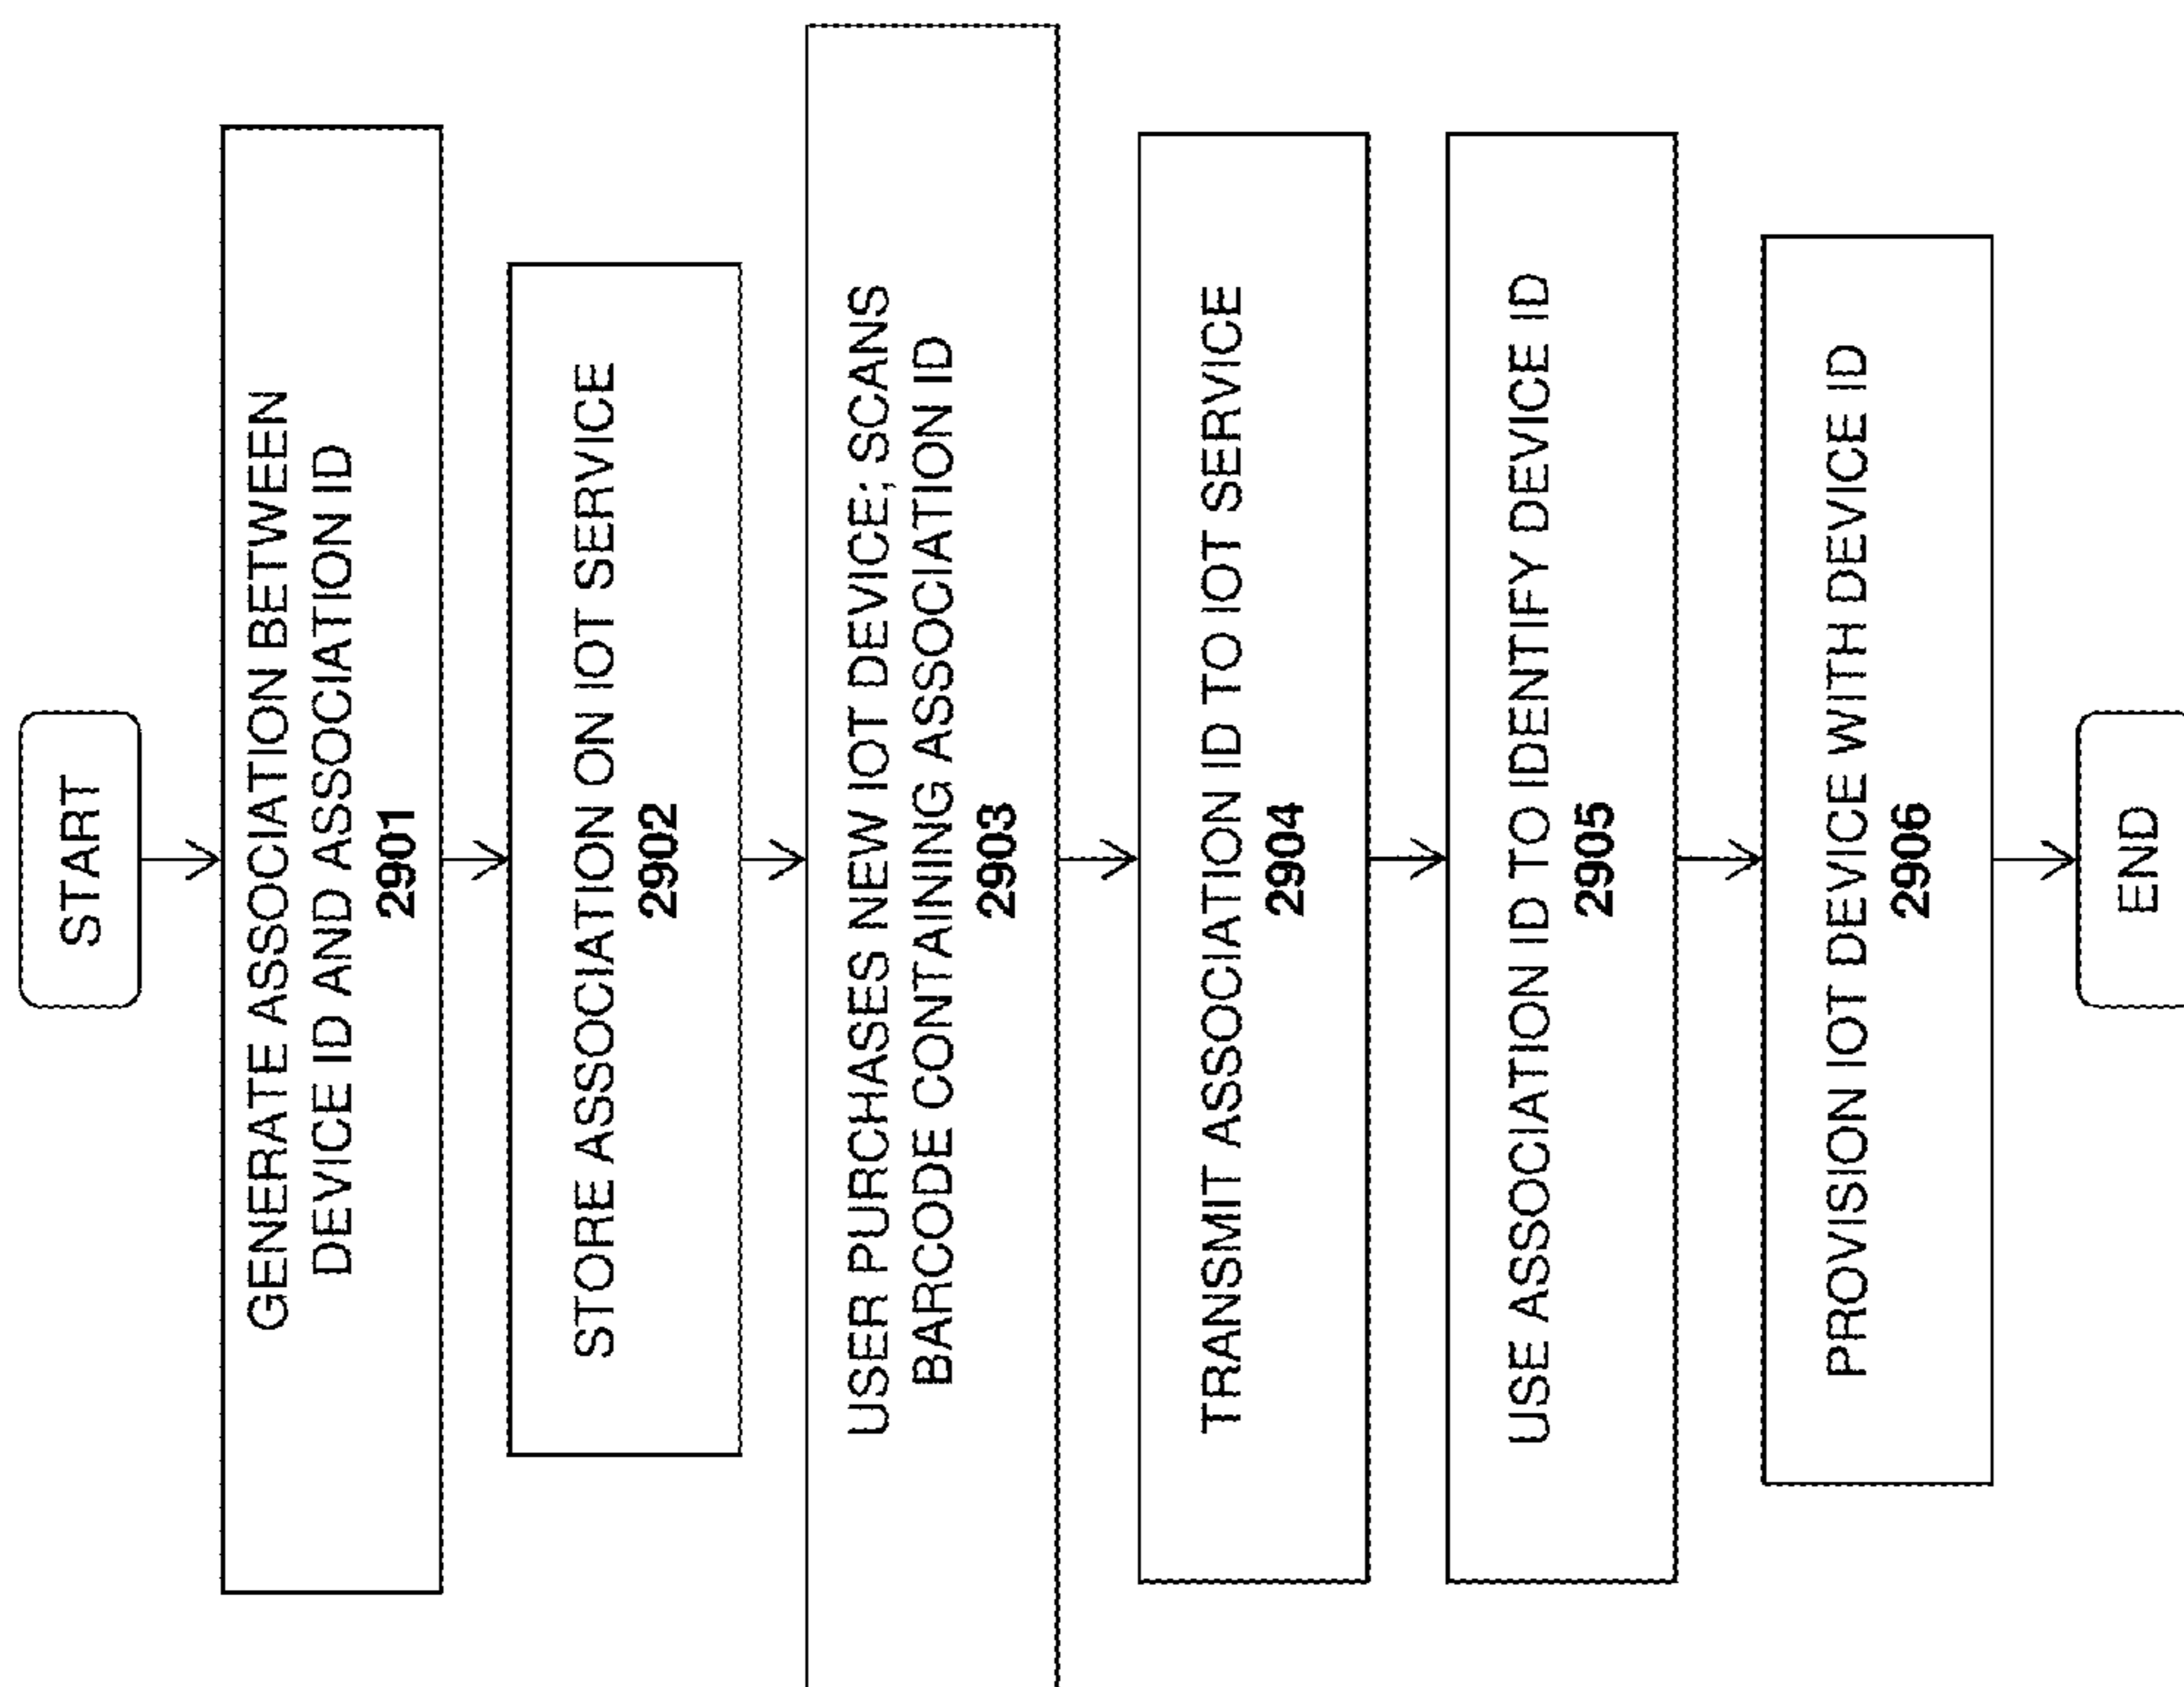 START
GENERATE ASSOCIATION BETWEEN
DEVICE ID AND ASSOCIATION ID
2901
STORE ASSOCIATION ON IOT SERVICE
2902
USER PURCHASES NEW IOT DEVICE; SCANS
BARCODE CONTAINING ASSOCIATION ID
2903
TRANSMIT ASSOCIATION ID TO IOT SERVICE
2904
USE ASSOCIATION ID TO IDENTIFY DEVICE ID
2905
PROVISION IOT DEVICE WITH DEVICE ID
2906
END